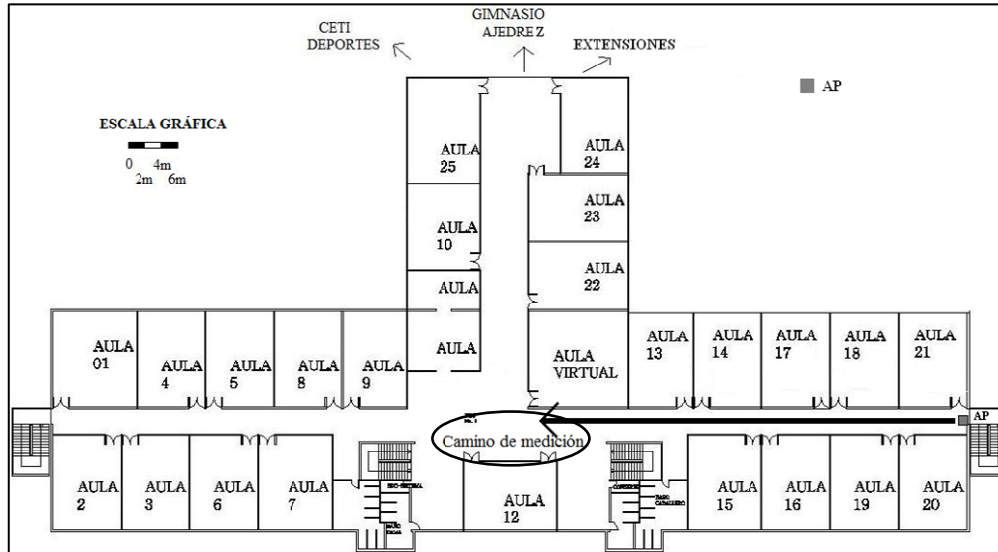 CETI
DEPORTES
GIMNASIO
AJEDREZ
EXTENSIONES
AP
ESCALA GRÁFICA
0 4m
2m 6m
AULA
25
AULA
24
AULA
23
AULA
10
AULA
22
AULA
AULA
01
AULA
4
AULA
5
AULA
8
AULA
9
AULA
AULA
VIRTUAL
AULA
13
AULA
14
AULA
17
AULA
18
AULA
21
AP
Camino de medición
AULA
2
AULA
3
AULA
6
AULA
7
AULA
12
AULA
15
AULA
16
AULA
19
AULA
20